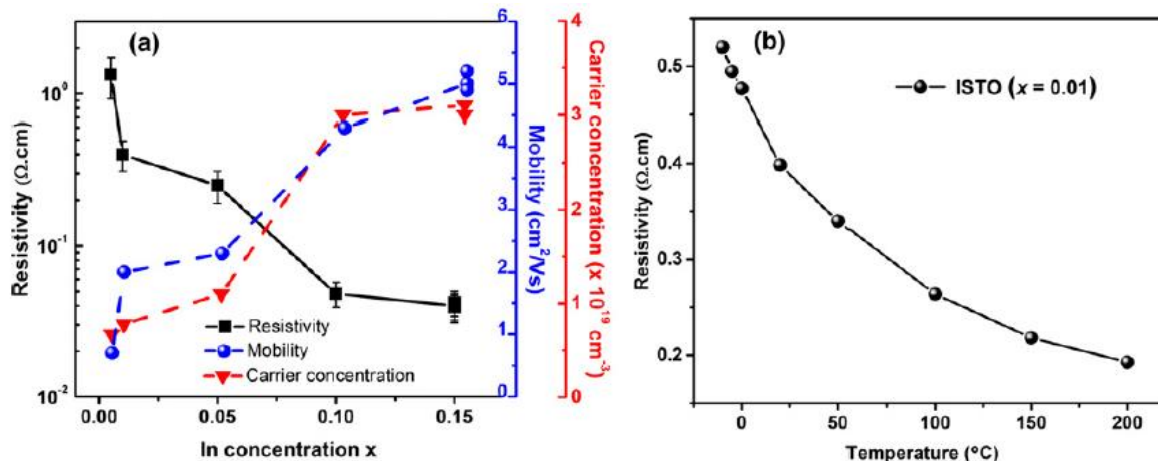 (a)
10⁰
10⁻¹
10⁻²
Resistivity (Ω.cm)
0.00 0.05 0.10 0.15
In concentration x
Resistivity
Mobility
Carrier concentration
6
5
4
3
2
1
0
Mobility (cm²/Vs)
4
3
2
1
0
Carrier concentration (x 10¹⁹ cm⁻³)
(b)
ISTO (x = 0.01)
0.5
0.4
0.3
0.2
Resistivity (Ω.cm)
0 50 100 150 200
Temperature (°C)